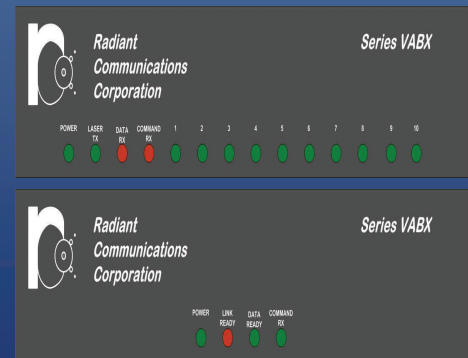 Radiant Communications Corporation
Series VABX
POWER LASER TX DATA RX COMMAND RX 1 2 3 4 5 6 7 8 9 10
Radiant Communications Corporation
Series VABX
POWER LINK READY DATA READY COMMAND RX